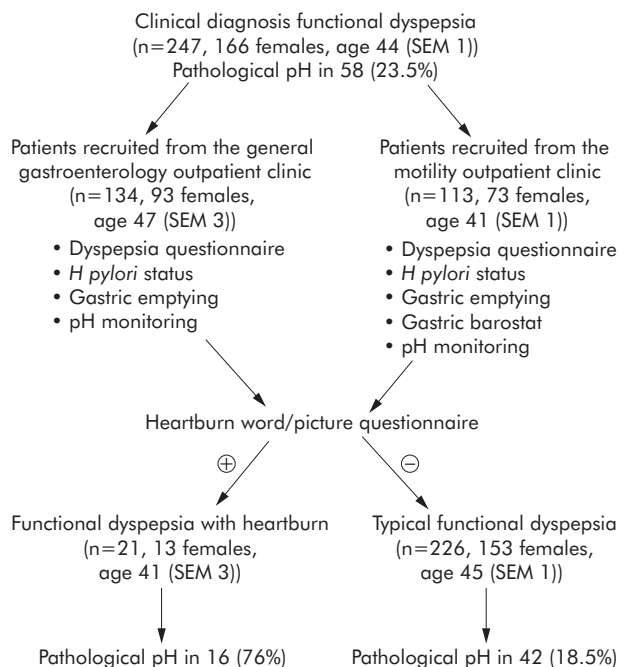 Clinical diagnosis functional dyspepsia
(n=247, 166 females, age 44 (SEM 1))
Pathological pH in 58 (23.5%)
Patients recruited from the general
gastroenterology outpatient clinic
(n=134, 93 females,
age 47 (SEM 3))
• Dyspepsia questionnaire
• H pylori status
• Gastric emptying
• pH monitoring
Patients recruited from the
motility outpatient clinic
(n=113, 73 females,
age 41 (SEM 1))
• Dyspepsia questionnaire
• H pylori status
• Gastric emptying
• Gastric barostat
• pH monitoring
Heartburn word/picture questionnaire
+
−
Functional dyspepsia with heartburn
(n=21, 13 females,
age 41 (SEM 3))
Pathological pH in 16 (76%)
Typical functional dyspepsia
(n=226, 153 females,
age 45 (SEM 1))
Pathological pH in 42 (18.5%)